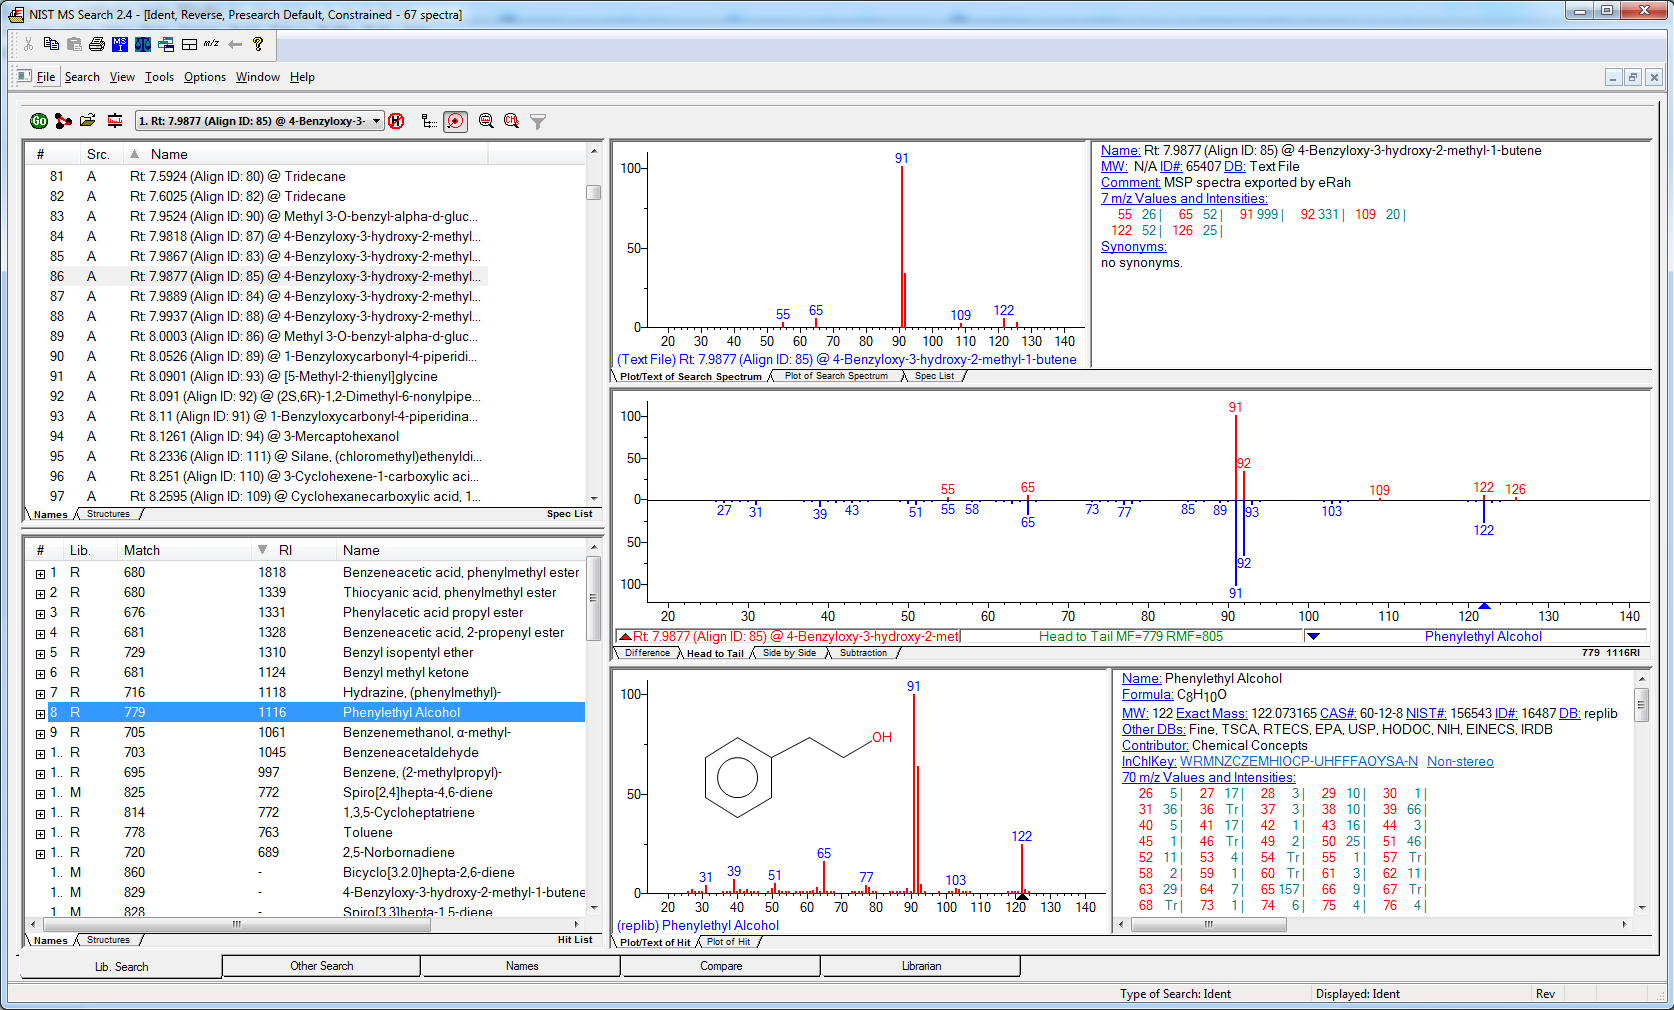 NIST MS Search 2.4 - [Ident, Reverse, Presearch Default, Constrained - 67 spectra]
File Search View Tools Options Window Help
1. Rt: 7.9877 (Align ID: 85) @ 4-Benzyloxy-3-
# Src. Name
81 A Rt: 7.5924 (Align ID: 80) @ Tridecane
82 A Rt: 7.6025 (Align ID: 82) @ Tridecane
83 A Rt: 7.9524 (Align ID: 90) @ Methyl 3-O-benzyl-alpha-d-gluc...
84 A Rt: 7.9818 (Align ID: 87) @ 4-Benzyloxy-3-hydroxy-2-methyl...
85 A Rt: 7.9867 (Align ID: 83) @ 4-Benzyloxy-3-hydroxy-2-methyl...
86 A Rt: 7.9877 (Align ID: 85) @ 4-Benzyloxy-3-hydroxy-2-methyl...
87 A Rt: 7.9889 (Align ID: 84) @ 4-Benzyloxy-3-hydroxy-2-methyl...
88 A Rt: 7.9937 (Align ID: 88) @ 4-Benzyloxy-3-hydroxy-2-methyl...
89 A Rt: 8.0003 (Align ID: 86) @ Methyl 3-O-benzyl-alpha-d-gluc...
90 A Rt: 8.0526 (Align ID: 89) @ 1-Benzyloxycarbonyl-4-piperidi...
91 A Rt: 8.0901 (Align ID: 93) @ [5-Methyl-2-thienyl]glycine
92 A Rt: 8.091 (Align ID: 92) @ (2S,6R)-1,2-Dimethyl-6-nonylpipe...
93 A Rt: 8.11 (Align ID: 91) @ 1-Benzyloxycarbonyl-4-piperidina...
94 A Rt: 8.1261 (Align ID: 94) @ 3-Mercaptohexanol
95 A Rt: 8.2336 (Align ID: 111) @ Silane, (chloromethyl)ethenyldi...
96 A Rt: 8.251 (Align ID: 110) @ 3-Cyclohexene-1-carboxylic aci...
97 A Rt: 8.2595 (Align ID: 109) @ Cyclohexanecarboxylic acid, 1...
Names Structures Spec List
# Lib. Match RI Name
1 R 680 1818 Benzeneacetic acid, phenylmethyl ester
2 R 680 1339 Thiocyanic acid, phenylmethyl ester
3 R 676 1331 Phenylacetic acid propyl ester
4 R 681 1328 Benzeneacetic acid, 2-propenyl ester
5 R 729 1310 Benzyl isopentyl ether
6 R 681 1124 Benzyl methyl ketone
7 R 716 1118 Hydrazine, (phenylmethyl)-
8 R 779 1116 Phenylethyl Alcohol
9 R 705 1061 Benzenemethanol, α-methyl-
1.. R 703 1045 Benzeneacetaldehyde
1.. R 695 997 Benzene, (2-methylpropyl)-
1.. M 825 772 Spiro[2,4]hepta-4,6-diene
1.. R 814 772 1,3,5-Cycloheptatriene
1.. R 778 763 Toluene
1.. R 720 689 2,5-Norbornadiene
1.. M 860 - Bicyclo[3.2.0]hepta-2,6-diene
1.. M 829 - 4-Benzyloxy-3-hydroxy-2-methyl-1-butene
1 M 828 - Spiro[3.3]hepta-1,5-diene
Names Structures Hit List
100 50 0
91
55 65 109 122
20 30 40 50 60 70 80 90 100 110 120 130 140
(Text File) Rt: 7.9877 (Align ID: 85) @ 4-Benzyloxy-3-hydroxy-2-methyl-1-butene
Plot/Text of Search Spectrum Plot of Search Spectrum Spec List
Name: Rt: 7.9877 (Align ID: 85) @ 4-Benzyloxy-3-hydroxy-2-methyl-1-butene
MW: N/A ID#: 65407 DB: Text File
Comment: MSP spectra exported by eRah
7 m/z Values and Intensities:
55 26| 65 52| 91 999| 92 331| 109 20|
122 52| 126 25|
Synonyms:
no synonyms.
100 50 0 50 100
91
92
55 65 109 122 126
27 31 39 43 51 55 58 65 73 77 85 89 93 103 122
92
91
20 30 40 50 60 70 80 90 100 110 120 130 140
Rt: 7.9877 (Align ID: 85) @ 4-Benzyloxy-3-hydroxy-2-met Head to Tail MF=779 RMF=805 Phenylethyl Alcohol
Difference Head to Tail Side by Side Subtraction 779 1116RI
100 50 0
91
OH
31 39 51 65 77 103 122
20 30 40 50 60 70 80 90 100 110 120 130 140
(replib) Phenylethyl Alcohol
Plot/Text of Hit Plot of Hit
Name: Phenylethyl Alcohol
Formula: C8H10O
MW: 122 Exact Mass: 122.073165 CAS#: 60-12-8 NIST#: 156543 ID#: 16487 DB: replib
Other DBs: Fine, TSCA, RTECS, EPA, USP, HODOC, NIH, EINECS, IRDB
Contributor: Chemical Concepts
InChIKey: WRMNZCZEMHIOCP-UHFFFAOYSA-N Non-stereo
70 m/z Values and Intensities:
26 5| 27 17| 28 3| 29 10| 30 1|
31 36| 36 Tr| 37 3| 38 10| 39 66|
40 5| 41 17| 42 1| 43 16| 44 3|
45 1| 46 Tr| 49 2| 50 25| 51 46|
52 11| 53 4| 54 Tr| 55 1| 57 Tr|
58 2| 59 1| 60 Tr| 61 3| 62 11|
63 29| 64 7| 65 157| 66 9| 67 Tr|
68 Tr| 73 1| 74 6| 75 4| 76 4|
Lib. Search Other Search Names Compare Librarian
Type of Search: Ident Displayed: Ident Rev